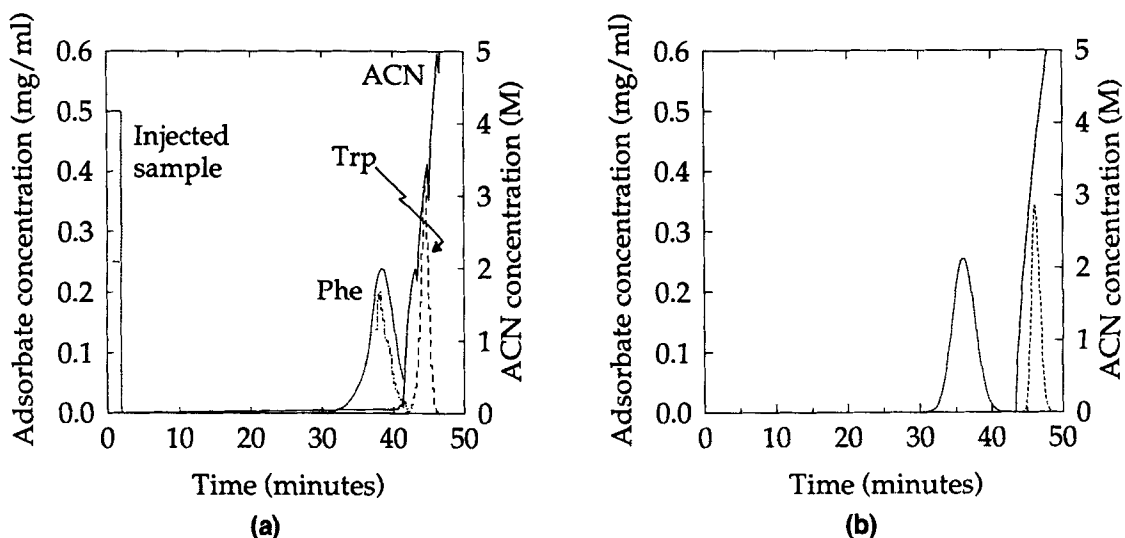 Adsorbate concentration (mg/ml)
0.6
0.5
0.4
0.3
0.2
0.1
0.0
Injected
sample
ACN
Trp
Phe
5
4
3
2
1
0
ACN concentration (M)
0 10 20 30 40 50
Time (minutes)
(a)
Adsorbate concentration (mg/ml)
0.6
0.5
0.4
0.3
0.2
0.1
0.0
5
4
3
2
1
0
ACN concentration (M)
0 10 20 30 40 50
Time (minutes)
(b)